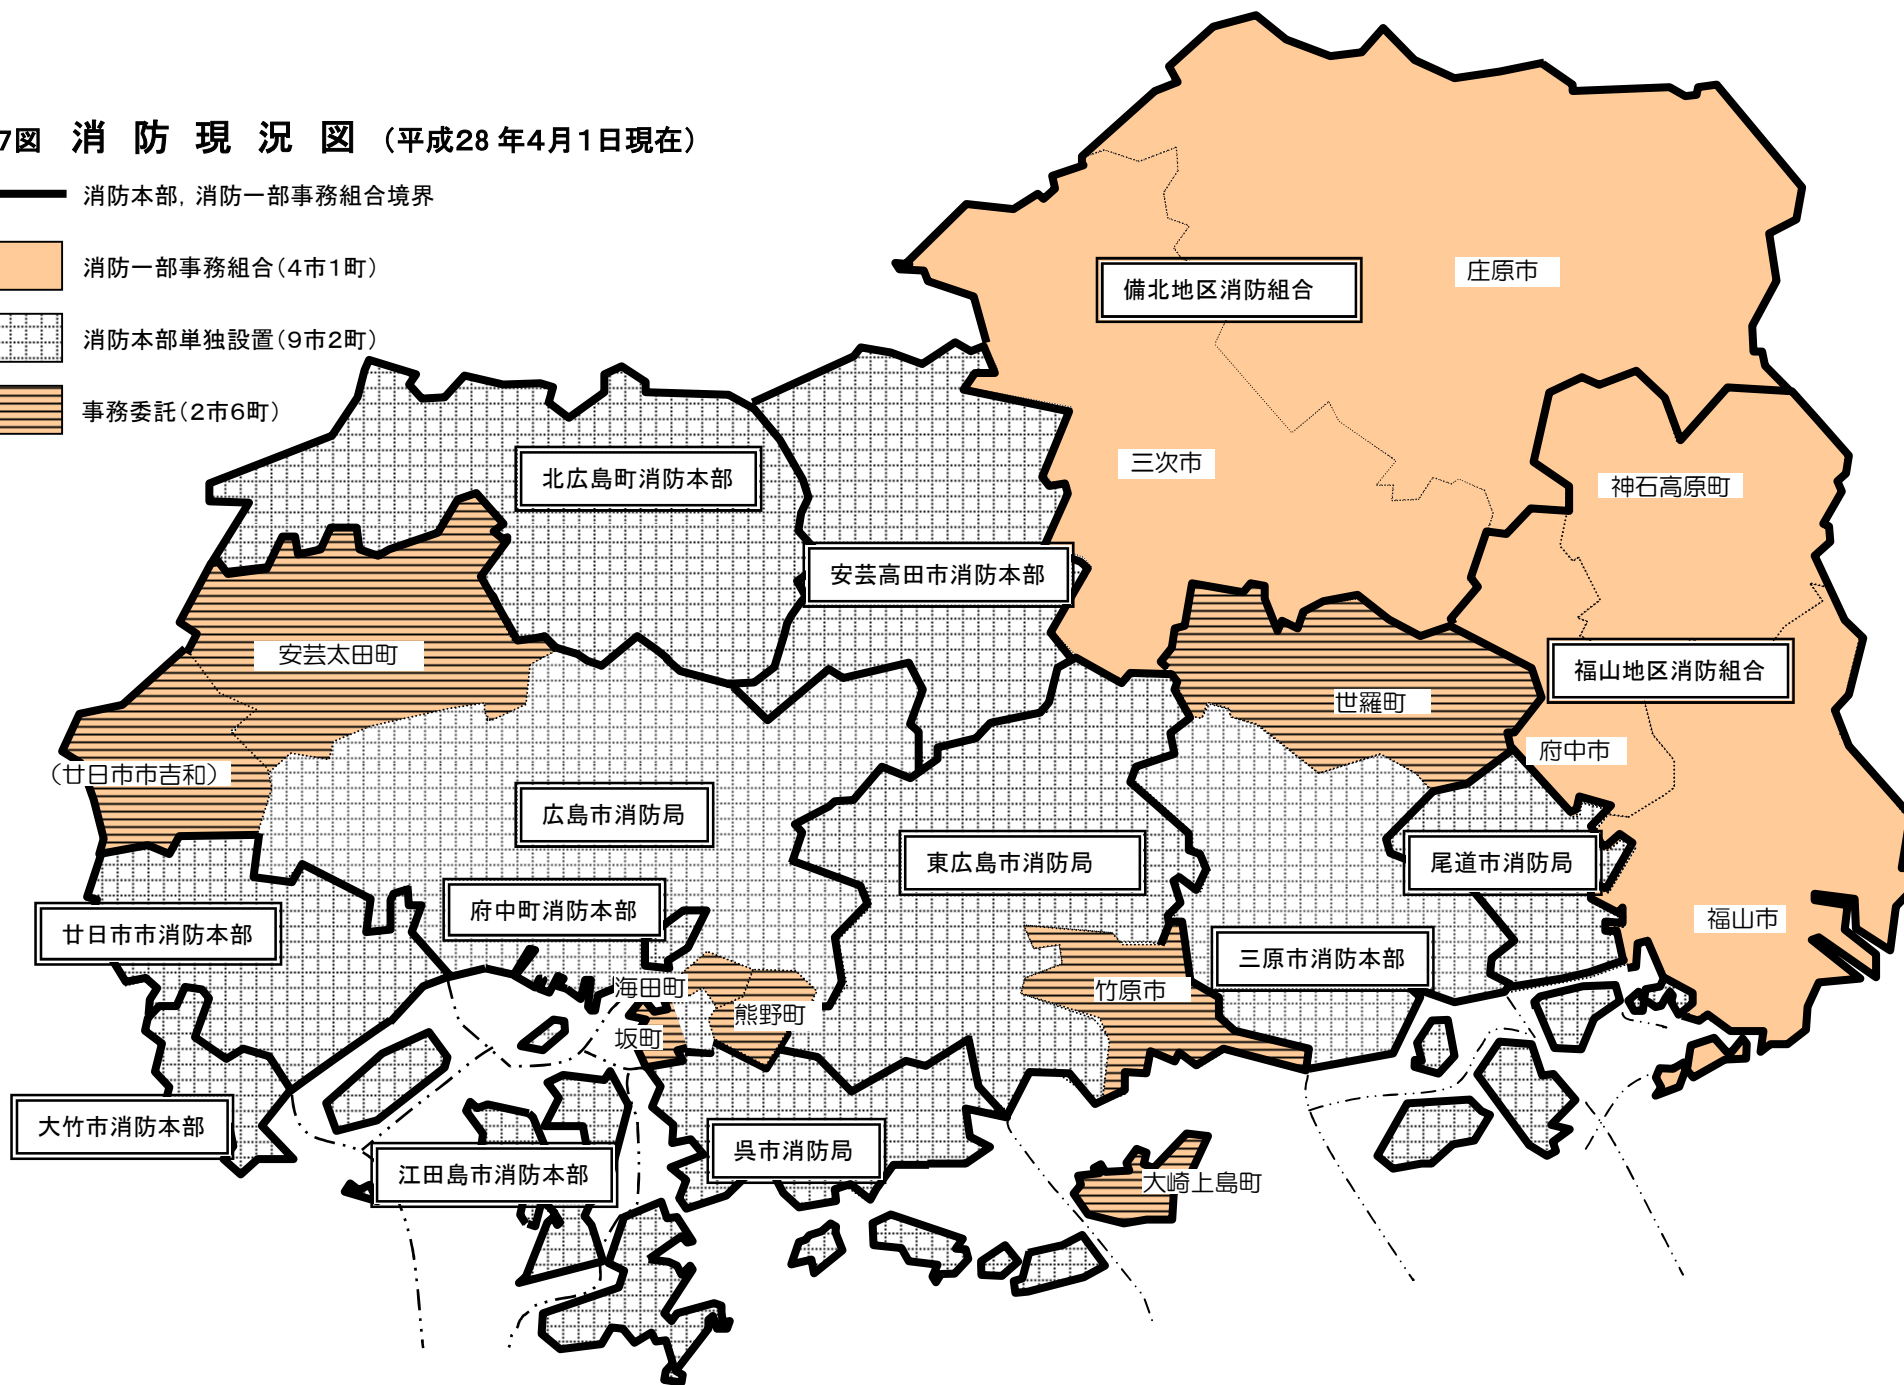 7図 消防現況図（平成28年4月1日現在）
消防本部，消防一部事務組合境界
消防一部事務組合（4市1町）
消防本部単独設置（9市2町）
事務委託（2市6町）
備北地区消防組合
庄原市
三次市
神石高原町
北広島町消防本部
安芸高田市消防本部
安芸太田町
福山地区消防組合
世羅町
府中市
（廿日市市吉和）
広島市消防局
東広島市消防局
尾道市消防局
府中町消防本部
福山市
廿日市市消防本部
三原市消防本部
海田町
竹原市
熊野町
坂町
大竹市消防本部
呉市消防局
江田島市消防本部
大崎上島町